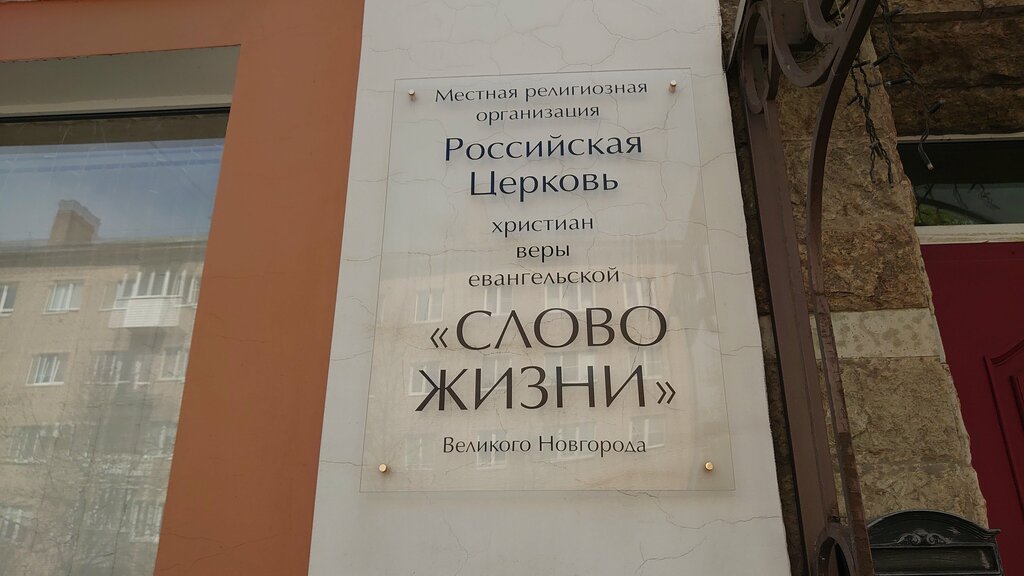 Местная религиозная
организация
Российская
Церковь
христиан
веры
евангельской
«СЛОВО
ЖИЗНИ»
Великого Новгорода